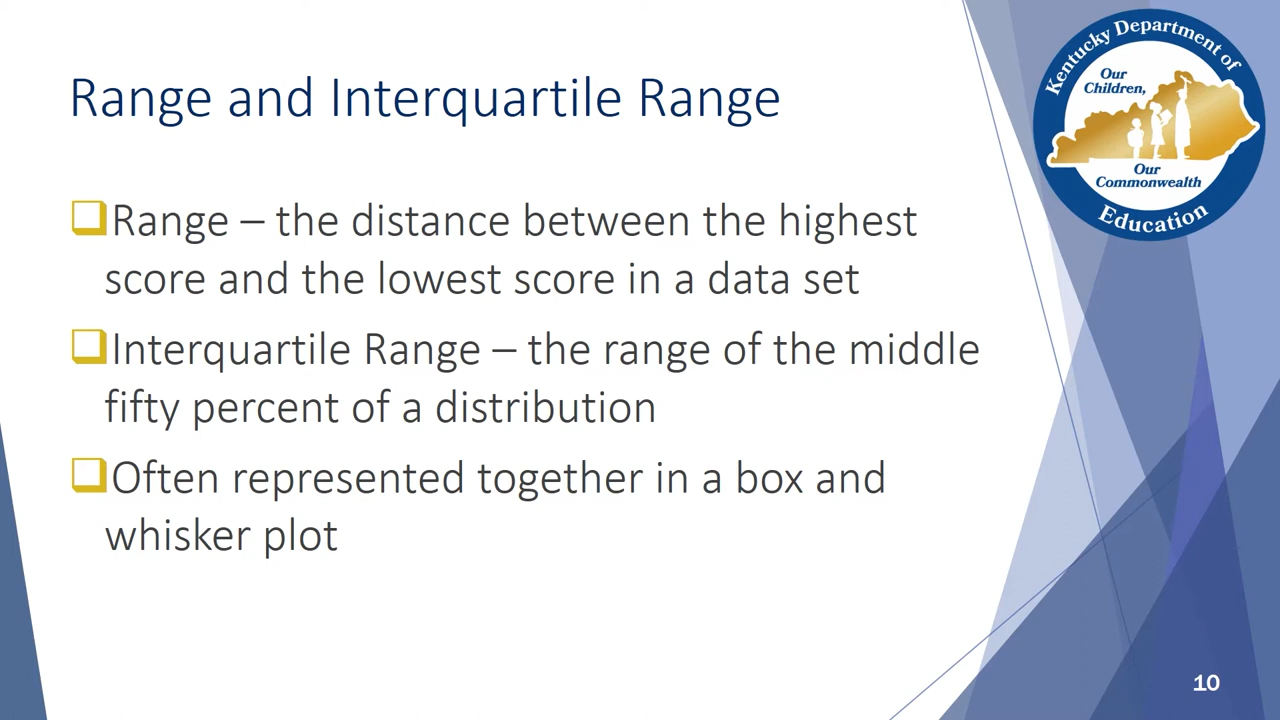 Range and Interquartile Range
Kentucky Department of
Our
Children,
Our
Commonwealth
Education
Range – the distance between the highest
score and the lowest score in a data set
Interquartile Range – the range of the middle
fifty percent of a distribution
Often represented together in a box and
whisker plot
10